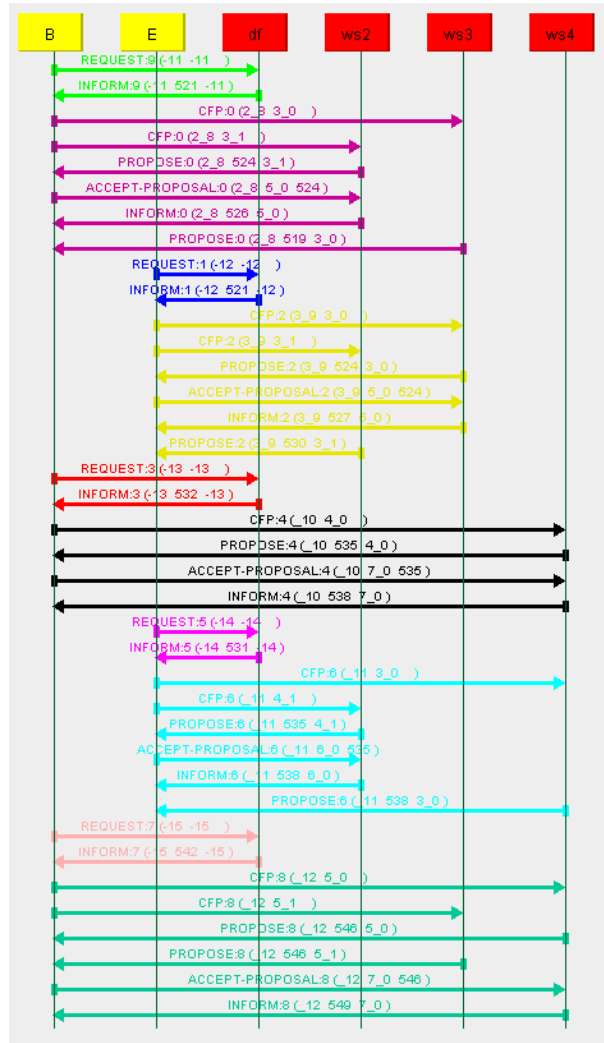 B E df ws2 ws3 ws4
REQUEST:9 (-11 -11 )
INFORM:9 (-11 521 -11)
CFP:0 (2_8 3_0 )
CFP:0 (2_8 3_1 )
PROPOSE:0 (2_8 524 3_1)
ACCEPT-PROPOSAL:0 (2_8 5_0 524)
INFORM:0 (2_8 526 5_0)
PROPOSE:0 (2_8 519 3_0)
REQUEST:1 (-12 -12 )
INFORM:1 (-12 521 -12)
CFP:2 (3_9 3_0 )
CFP:2 (3_9 3_1 )
PROPOSE:2 (3_9 524 3_0)
ACCEPT-PROPOSAL:2 (3_9 5_0 524)
INFORM:2 (3_9 527 5_0)
PROPOSE:2 (3_9 530 3_1)
REQUEST:3 (-13 -13 )
INFORM:3 (-13 532 -13)
CFP:4 (_10 4_0 )
PROPOSE:4 (_10 535 4_0)
ACCEPT-PROPOSAL:4 (_10 7_0 535)
INFORM:4 (_10 538 7_0)
REQUEST:5 (-14 -14 )
INFORM:5 (-14 531 -14)
CFP:6 (_11 3_0 )
CFP:6 (_11 4_1 )
PROPOSE:6 (_11 535 4_1)
ACCEPT-PROPOSAL:6 (_11 6_0 535)
INFORM:6 (_11 538 6_0)
PROPOSE:6 (_11 538 3_0)
REQUEST:7 (-15 -15 )
INFORM:7 (-15 542 -15)
CFP:8 (_12 5_0 )
CFP:8 (_12 5_1 )
PROPOSE:8 (_12 546 5_0)
PROPOSE:8 (_12 546 5_1)
ACCEPT-PROPOSAL:8 (_12 7_0 546)
INFORM:8 (_12 549 7_0)